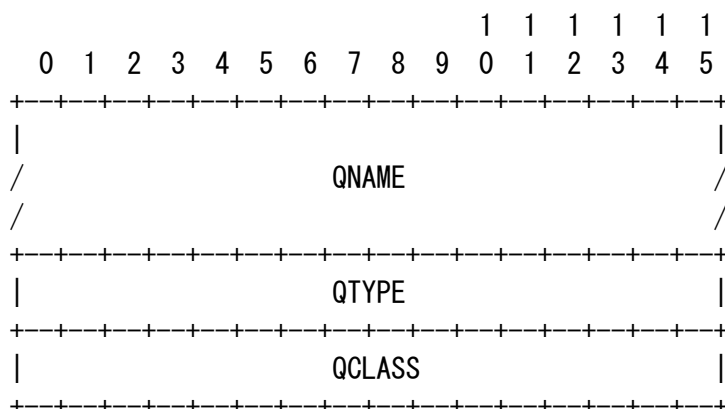 1  1  1  1  1  1
  0  1  2  3  4  5  6  7  8  9  0  1  2  3  4  5
+--+--+--+--+--+--+--+--+--+--+--+--+--+--+--+--+
|                                               |
/                     QNAME                     /
/                                               /
+--+--+--+--+--+--+--+--+--+--+--+--+--+--+--+--+
|                     QTYPE                     |
+--+--+--+--+--+--+--+--+--+--+--+--+--+--+--+--+
|                     QCLASS                    |
+--+--+--+--+--+--+--+--+--+--+--+--+--+--+--+--+